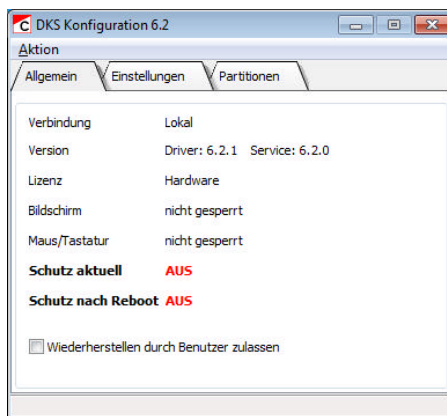 DKS Konfiguration 6.2
Aktion
Allgemein Einstellungen Partitionen
Verbindung Lokal
Version Driver: 6.2.1 Service: 6.2.0
Lizenz Hardware
Bildschirm nicht gesperrt
Maus/Tastatur nicht gesperrt
Schutz aktuell AUS
Schutz nach Reboot AUS
Wiederherstellen durch Benutzer zulassen